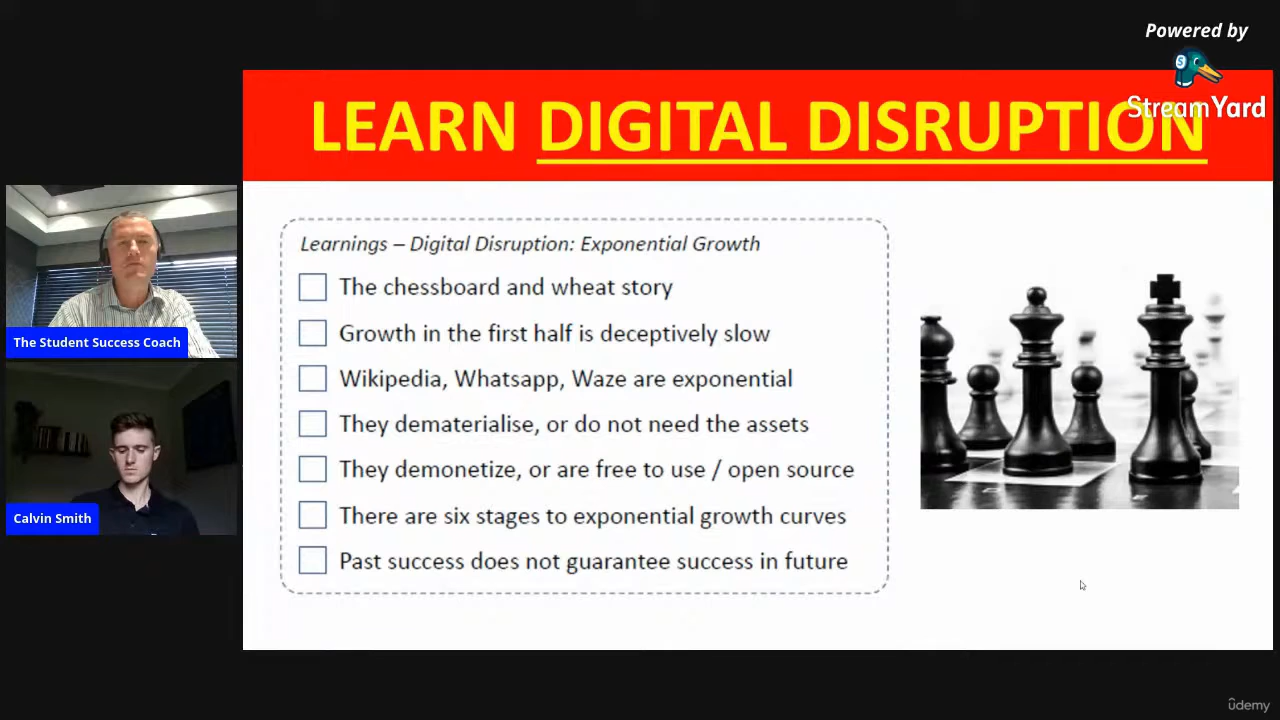 Powered by
StreamYard
LEARN DIGITAL DISRUPTION
Learnings – Digital Disruption: Exponential Growth
The chessboard and wheat story
Growth in the first half is deceptively slow
Wikipedia, Whatsapp, Waze are exponential
They dematerialise, or do not need the assets
They demonetize, or are free to use / open source
There are six stages to exponential growth curves
Past success does not guarantee success in future
The Student Success Coach
Calvin Smith
ûdemy